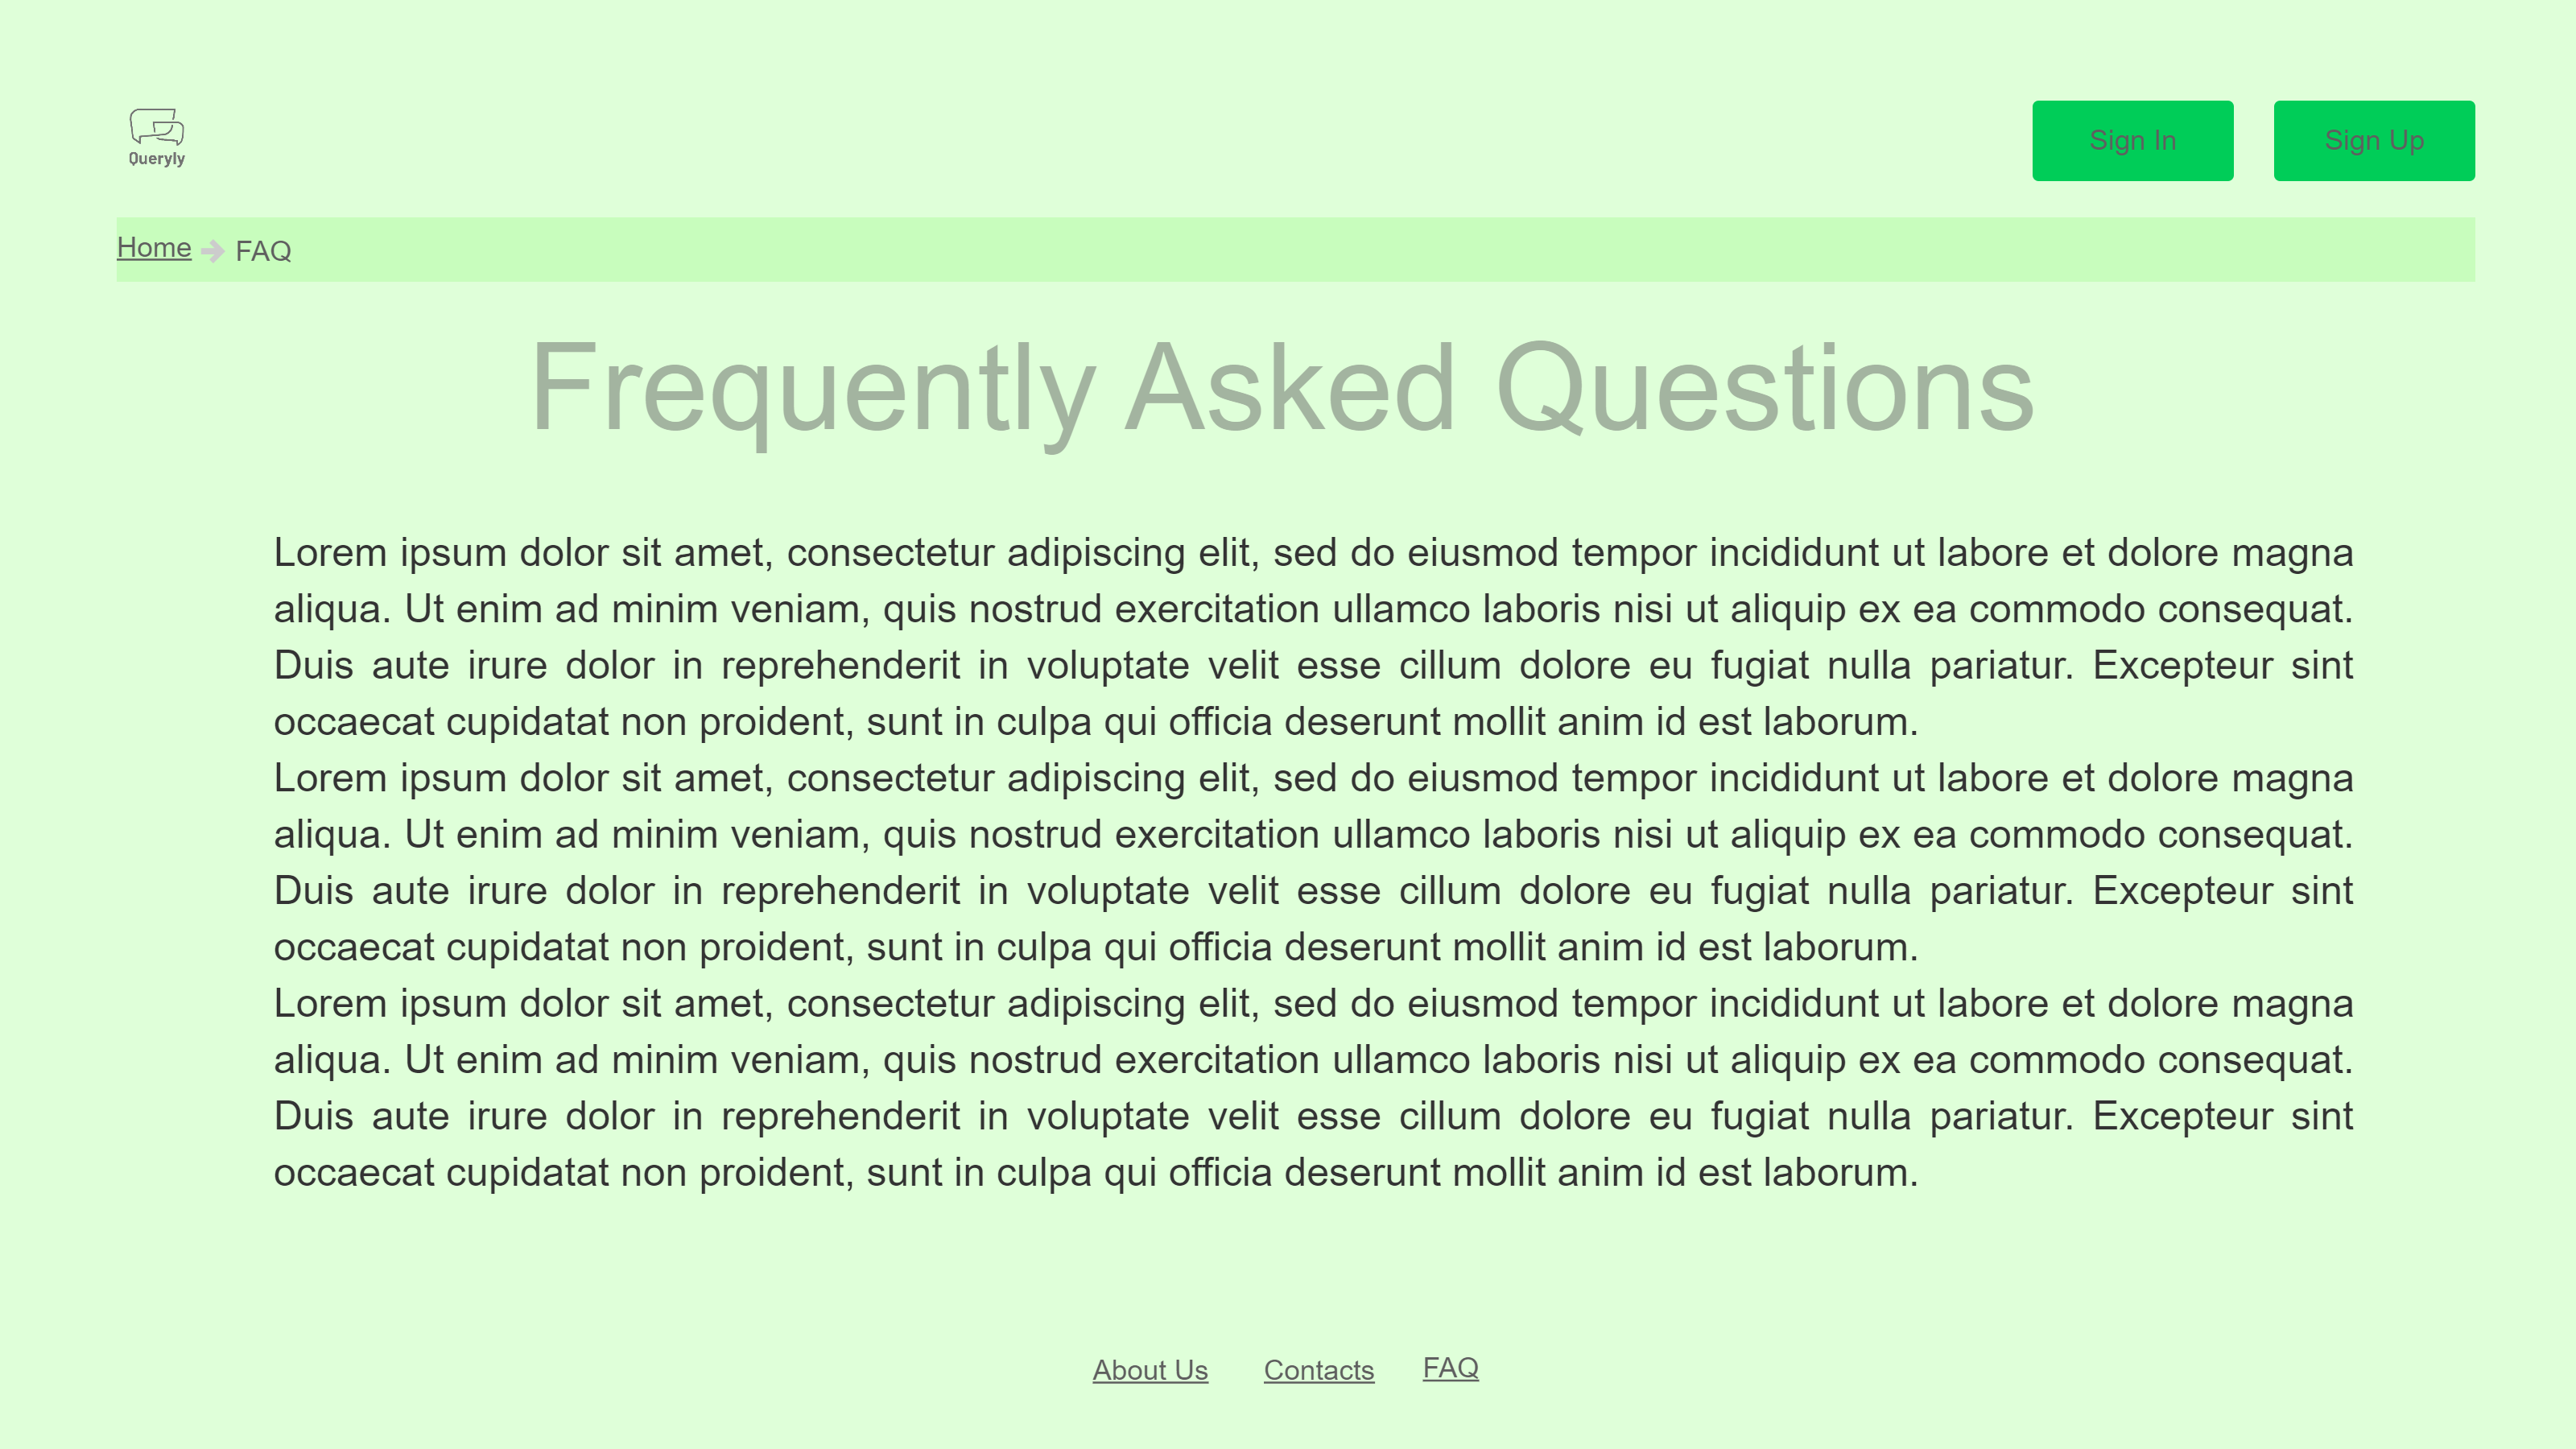 Queryly
Sign In
Sign Up
Home
FAQ
Frequently Asked Questions
Lorem ipsum dolor sit amet, consectetur adipiscing elit, sed do eiusmod tempor incididunt ut labore et dolore magna
aliqua. Ut enim ad minim veniam, quis nostrud exercitation ullamco laboris nisi ut aliquip ex ea commodo consequat.
Duis aute irure dolor in reprehenderit in voluptate velit esse cillum dolore eu fugiat nulla pariatur. Excepteur sint
occaecat cupidatat non proident, sunt in culpa qui officia deserunt mollit anim id est laborum.
Lorem ipsum dolor sit amet, consectetur adipiscing elit, sed do eiusmod tempor incididunt ut labore et dolore magna
aliqua. Ut enim ad minim veniam, quis nostrud exercitation ullamco laboris nisi ut aliquip ex ea commodo consequat.
Duis aute irure dolor in reprehenderit in voluptate velit esse cillum dolore eu fugiat nulla pariatur. Excepteur sint
occaecat cupidatat non proident, sunt in culpa qui officia deserunt mollit anim id est laborum.
Lorem ipsum dolor sit amet, consectetur adipiscing elit, sed do eiusmod tempor incididunt ut labore et dolore magna
aliqua. Ut enim ad minim veniam, quis nostrud exercitation ullamco laboris nisi ut aliquip ex ea commodo consequat.
Duis aute irure dolor in reprehenderit in voluptate velit esse cillum dolore eu fugiat nulla pariatur. Excepteur sint
occaecat cupidatat non proident, sunt in culpa qui officia deserunt mollit anim id est laborum.
About Us
Contacts
FAQ